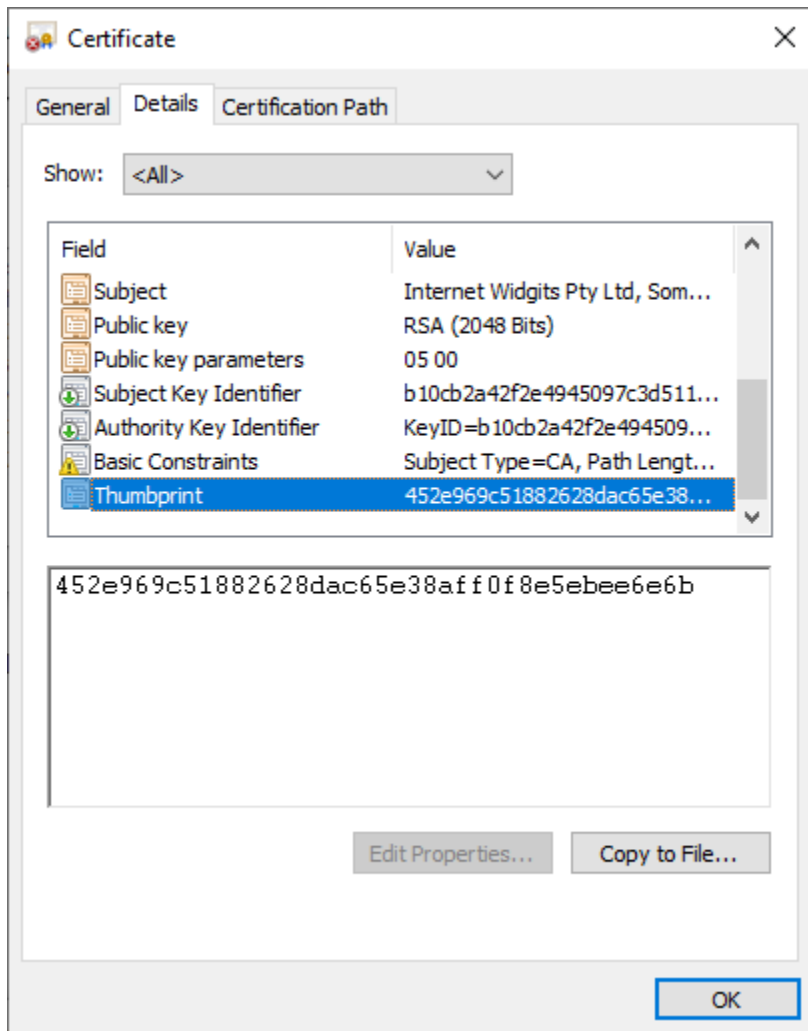 Certificate
General Details Certification Path
Show: <All>
Field Value
Subject Internet Widgits Pty Ltd, Som...
Public key RSA (2048 Bits)
Public key parameters 05 00
Subject Key Identifier b10cb2a42f2e4945097c3d511...
Authority Key Identifier KeyID=b10cb2a42f2e494509...
Basic Constraints Subject Type=CA, Path Lengt...
Thumbprint 452e969c51882628dac65e38...
452e969c51882628dac65e38aff0f8e5ebee6e6b
Edit Properties... Copy to File...
OK